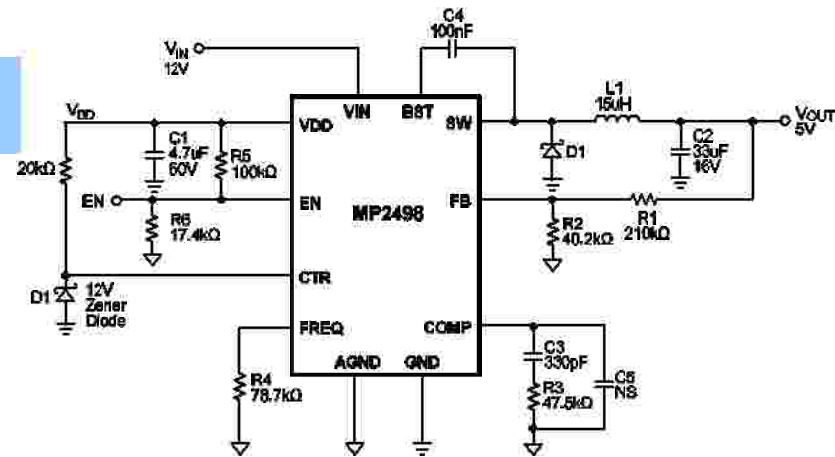 C4
100nF
VIN
12V
L1
15uH
VIN
BST
VDD
VDD
SW
VOUT
5V
C1
4.7uF
50V
R5
100kΩ
D1
C2
33uF
16V
20kΩ
EN
EN
MP2498
FB
R6
17.4kΩ
R2
40.2kΩ
R1
210kΩ
CTR
D1
12V
Zener
Diode
FREQ
COMP
AGND
GND
R4
78.7kΩ
C3
330pF
R3
47.5kΩ
C5
NS